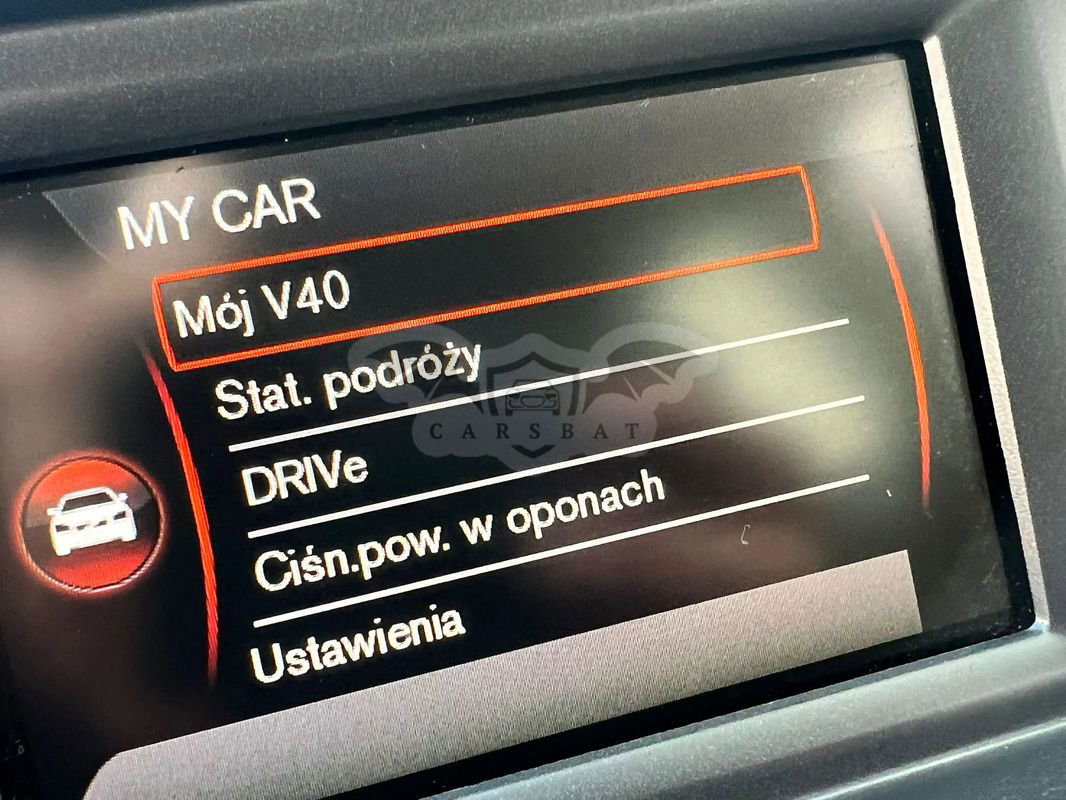 MY CAR
Mój V40
Stat. podróży
CARSBAT
DRIVe
Ciśn.pow. w oponach
Ustawienia